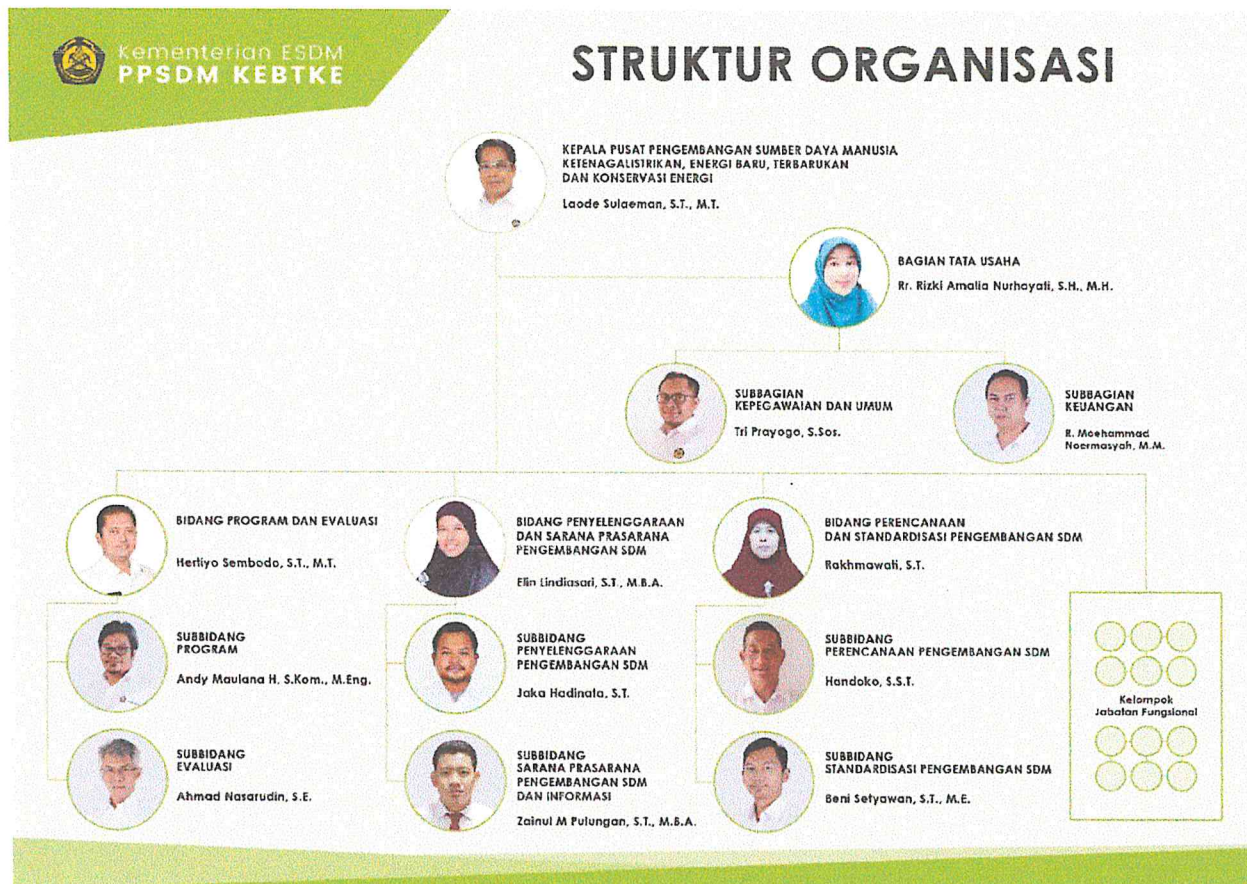 Kementerian ESDM
PPSDM KEBTKE
STRUKTUR ORGANISASI
KEPALA PUSAT PENGEMBANGAN SUMBER DAYA MANUSIA
KETENAGALISTRIKAN, ENERGI BARU, TERBARUKAN
DAN KONSERVASI ENERGI
Laode Sulaeman, S.T., M.T.
BAGIAN TATA USAHA
Rr. Rizki Amalia Nurhayati, S.H., M.H.
SUBBAGIAN
KEPEGAWAIAN DAN UMUM
Tri Prayogo, S.Sos.
SUBBAGIAN
KEUANGAN
R. Moehammad
Noermasyah, M.M.
BIDANG PROGRAM DAN EVALUASI
Hertiyo Sembodo, S.T., M.T.
BIDANG PENYELENGGARAAN
DAN SARANA PRASARANA
PENGEMBANGAN SDM
Elin Lindiasari, S.T., M.B.A.
BIDANG PERENCANAAN
DAN STANDARDISASI PENGEMBANGAN SDM
Rakhmawati, S.T.
SUBBIDANG
PROGRAM
Andy Maulana H. S.Kom., M.Eng.
SUBBIDANG
PENYELENGGARAAN
PENGEMBANGAN SDM
Jaka Hadinata, S.T.
SUBBIDANG
PERENCANAAN PENGEMBANGAN SDM
Handoko, S.S.T.
Kelompok
Jabatan Fungsional
SUBBIDANG
EVALUASI
Ahmad Nasarudin, S.E.
SUBBIDANG
SARANA PRASARANA
PENGEMBANGAN SDM
DAN INFORMASI
Zainul M Pulungan, S.T., M.B.A.
SUBBIDANG
STANDARDISASI PENGEMBANGAN SDM
Beni Setyawan, S.T., M.E.